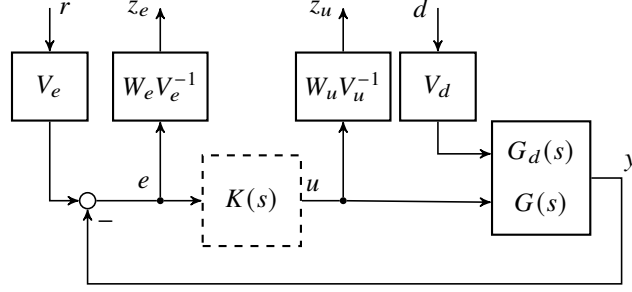 r z_e z_u d
V_e W_e V_e^{-1} W_u V_u^{-1} V_d
G_d(s) y
e K(s) u G(s)
−